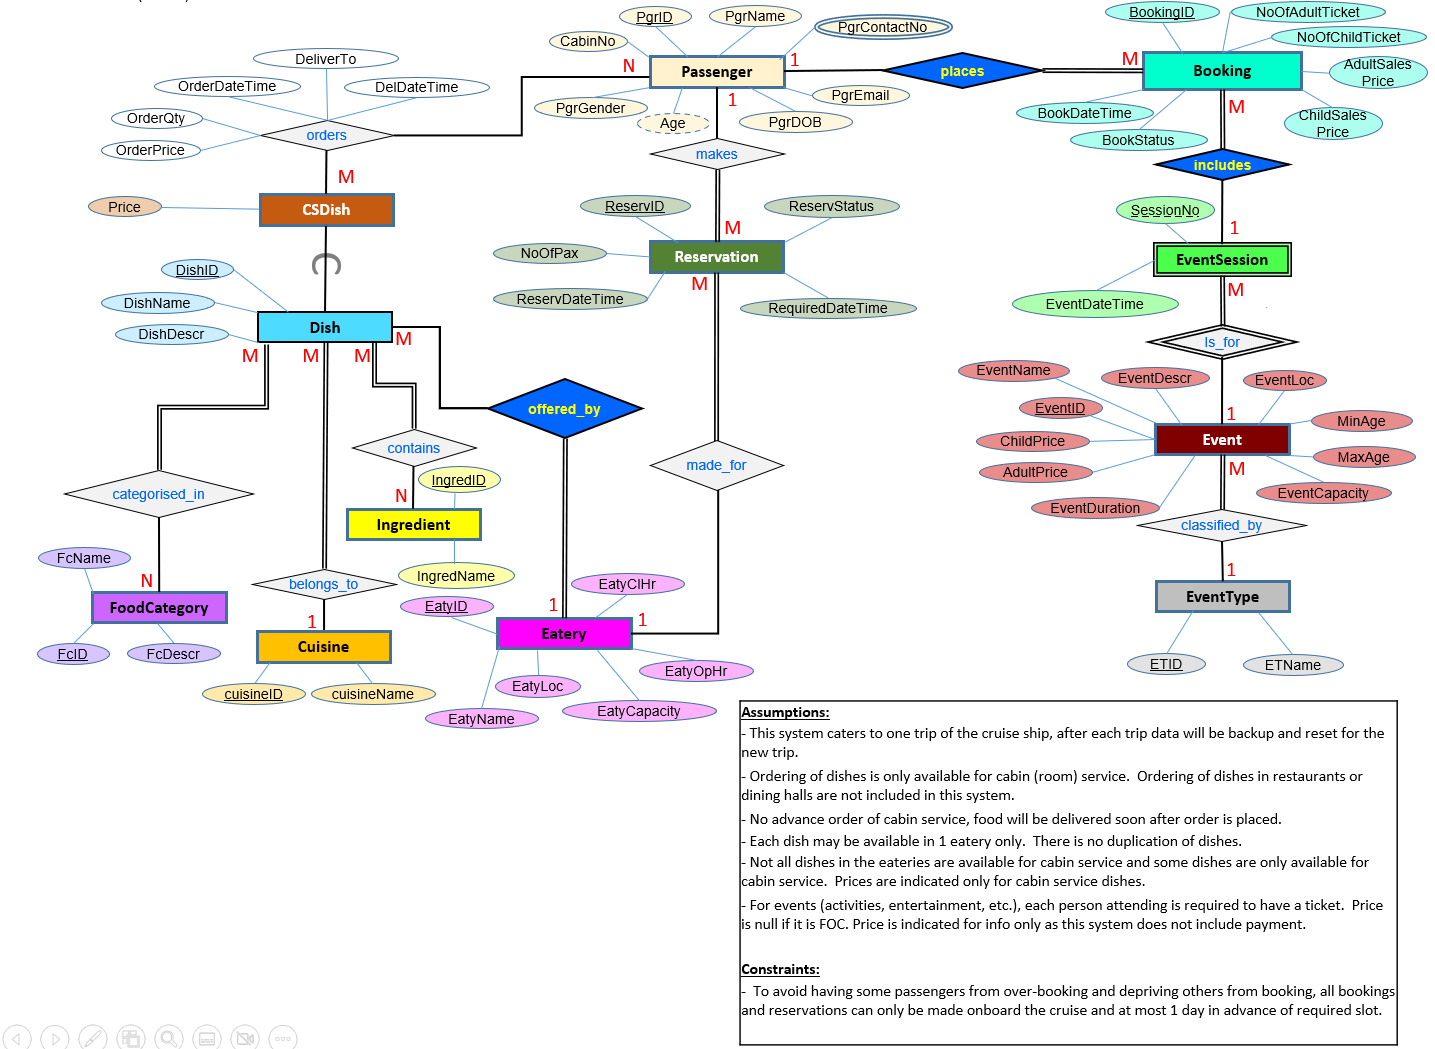 PgrID
PgrName
PgrContactNo
CabinNo
Passenger
PgrGender
Age
PgrDOB
PgrEmail
N
1
1
places
M
BookingID
NoOfAdultTicket
NoOfChildTicket
Booking
AdultSales
Price
ChildSales
Price
BookDateTime
BookStatus
M
includes
1
DeliverTo
OrderDateTime
DelDateTime
OrderQty
OrderPrice
orders
M
Price
CSDish
makes
M
ReservID
ReservStatus
NoOfPax
Reservation
ReservDateTime
RequiredDateTime
M
SessionNo
EventSession
EventDateTime
M
Is_for
1
DishID
DishName
DishDescr
Dish
M
M
M
M
offered_by
contains
categorised_in
N
IngredID
Ingredient
IngredName
made_for
EventName
EventDescr
EventLoc
EventID
MinAge
ChildPrice
Event
MaxAge
AdultPrice
EventCapacity
EventDuration
M
classified_by
1
EventType
ETID
ETName
FcName
N
FoodCategory
FcID
FcDescr
belongs_to
1
Cuisine
cuisineID
cuisineName
EatyClHr
EatyID
1
1
Eatery
EatyOpHr
EatyLoc
EatyName
EatyCapacity
Assumptions:
- This system caters to one trip of the cruise ship, after each trip data will be backup and reset for the
new trip.
- Ordering of dishes is only available for cabin (room) service.  Ordering of dishes in restaurants or
dining halls are not included in this system.
- No advance order of cabin service, food will be delivered soon after order is placed.
- Each dish may be available in 1 eatery only.  There is no duplication of dishes.
- Not all dishes in the eateries are available for cabin service and some dishes are only available for
cabin service.  Prices are indicated only for cabin service dishes.
- For events (activities, entertainment, etc.), each person attending is required to have a ticket.  Price
is null if it is FOC. Price is indicated for info only as this system does not include payment.
Constraints:
-  To avoid having some passengers from over-booking and depriving others from booking, all bookings
and reservations can only be made onboard the cruise and at most 1 day in advance of required slot.